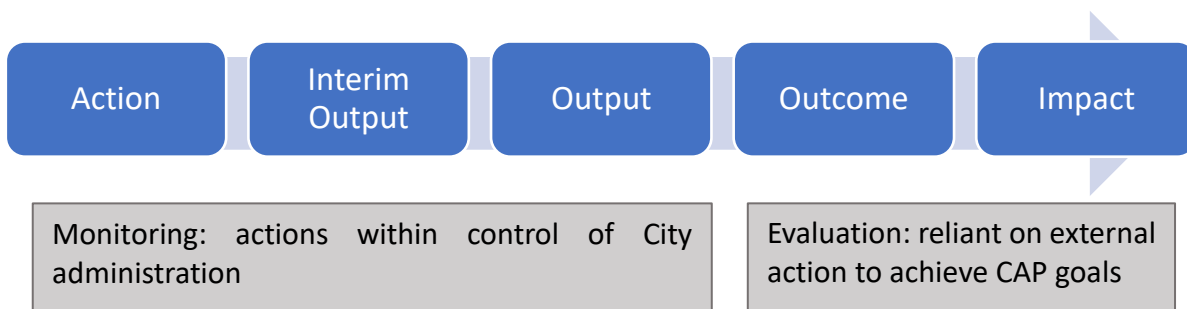 Action
Interim
Output
Output
Outcome
Impact
Monitoring: actions within control of City
administration
Evaluation: reliant on external
action to achieve CAP goals